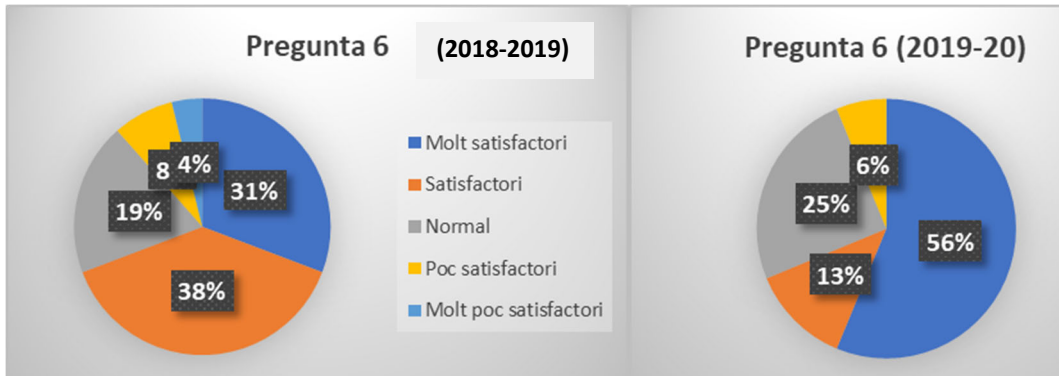 Pregunta 6 (2018-2019)
31%
38%
19%
8
4%
Molt satisfactori
Satisfactori
Normal
Poc satisfactori
Molt poc satisfactori
Pregunta 6 (2019-20)
56%
13%
25%
6%